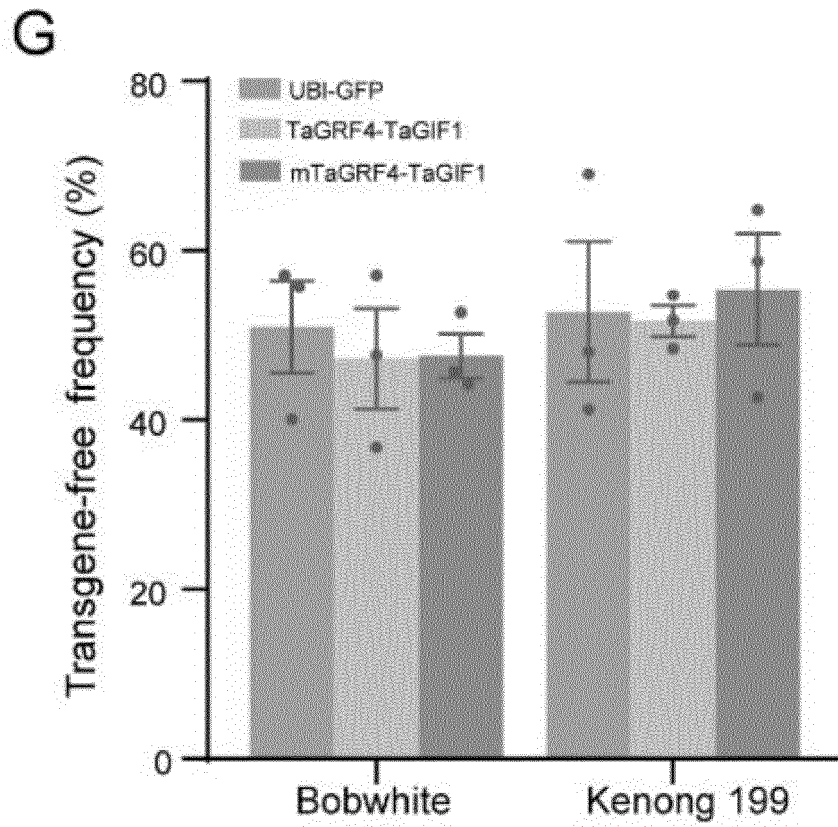 G
Transgene-free frequency (%)
80
60
40
20
0
UBI-GFP
TaGRF4-TaGIF1
mTaGRF4-TaGIF1
Bobwhite
Kenong 199